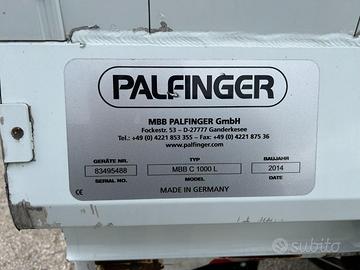 PALFINGER
MBB PALFINGER GmbH
Fockestr. 53 – D-27777 Ganderkesee
Tel.: +49 (0) 4221 853 355 – Fax: +49 (0) 4221 875 36
www.palfinger.com
GERÄTE NR. TYP BAUJAHR
83495488 MBB C 1000 L 2014
SERIAL NO. MODEL DATE
CE MADE IN GERMANY
subito